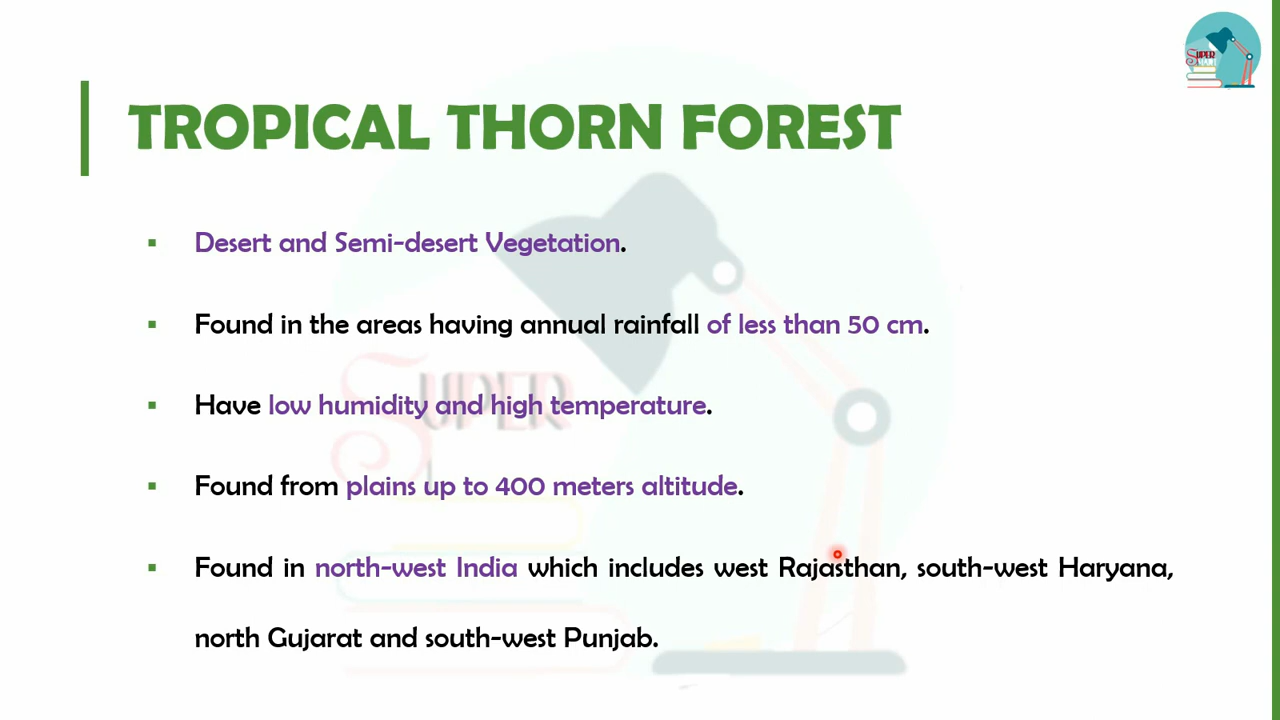 SUPER
TROPICAL THORN FOREST
▪ Desert and Semi-desert Vegetation.
▪ Found in the areas having annual rainfall of less than 50 cm.
SUPER
▪ Have low humidity and high temperature.
▪ Found from plains up to 400 meters altitude.
▪ Found in north-west India which includes west Rajasthan, south-west Haryana,
north Gujarat and south-west Punjab.